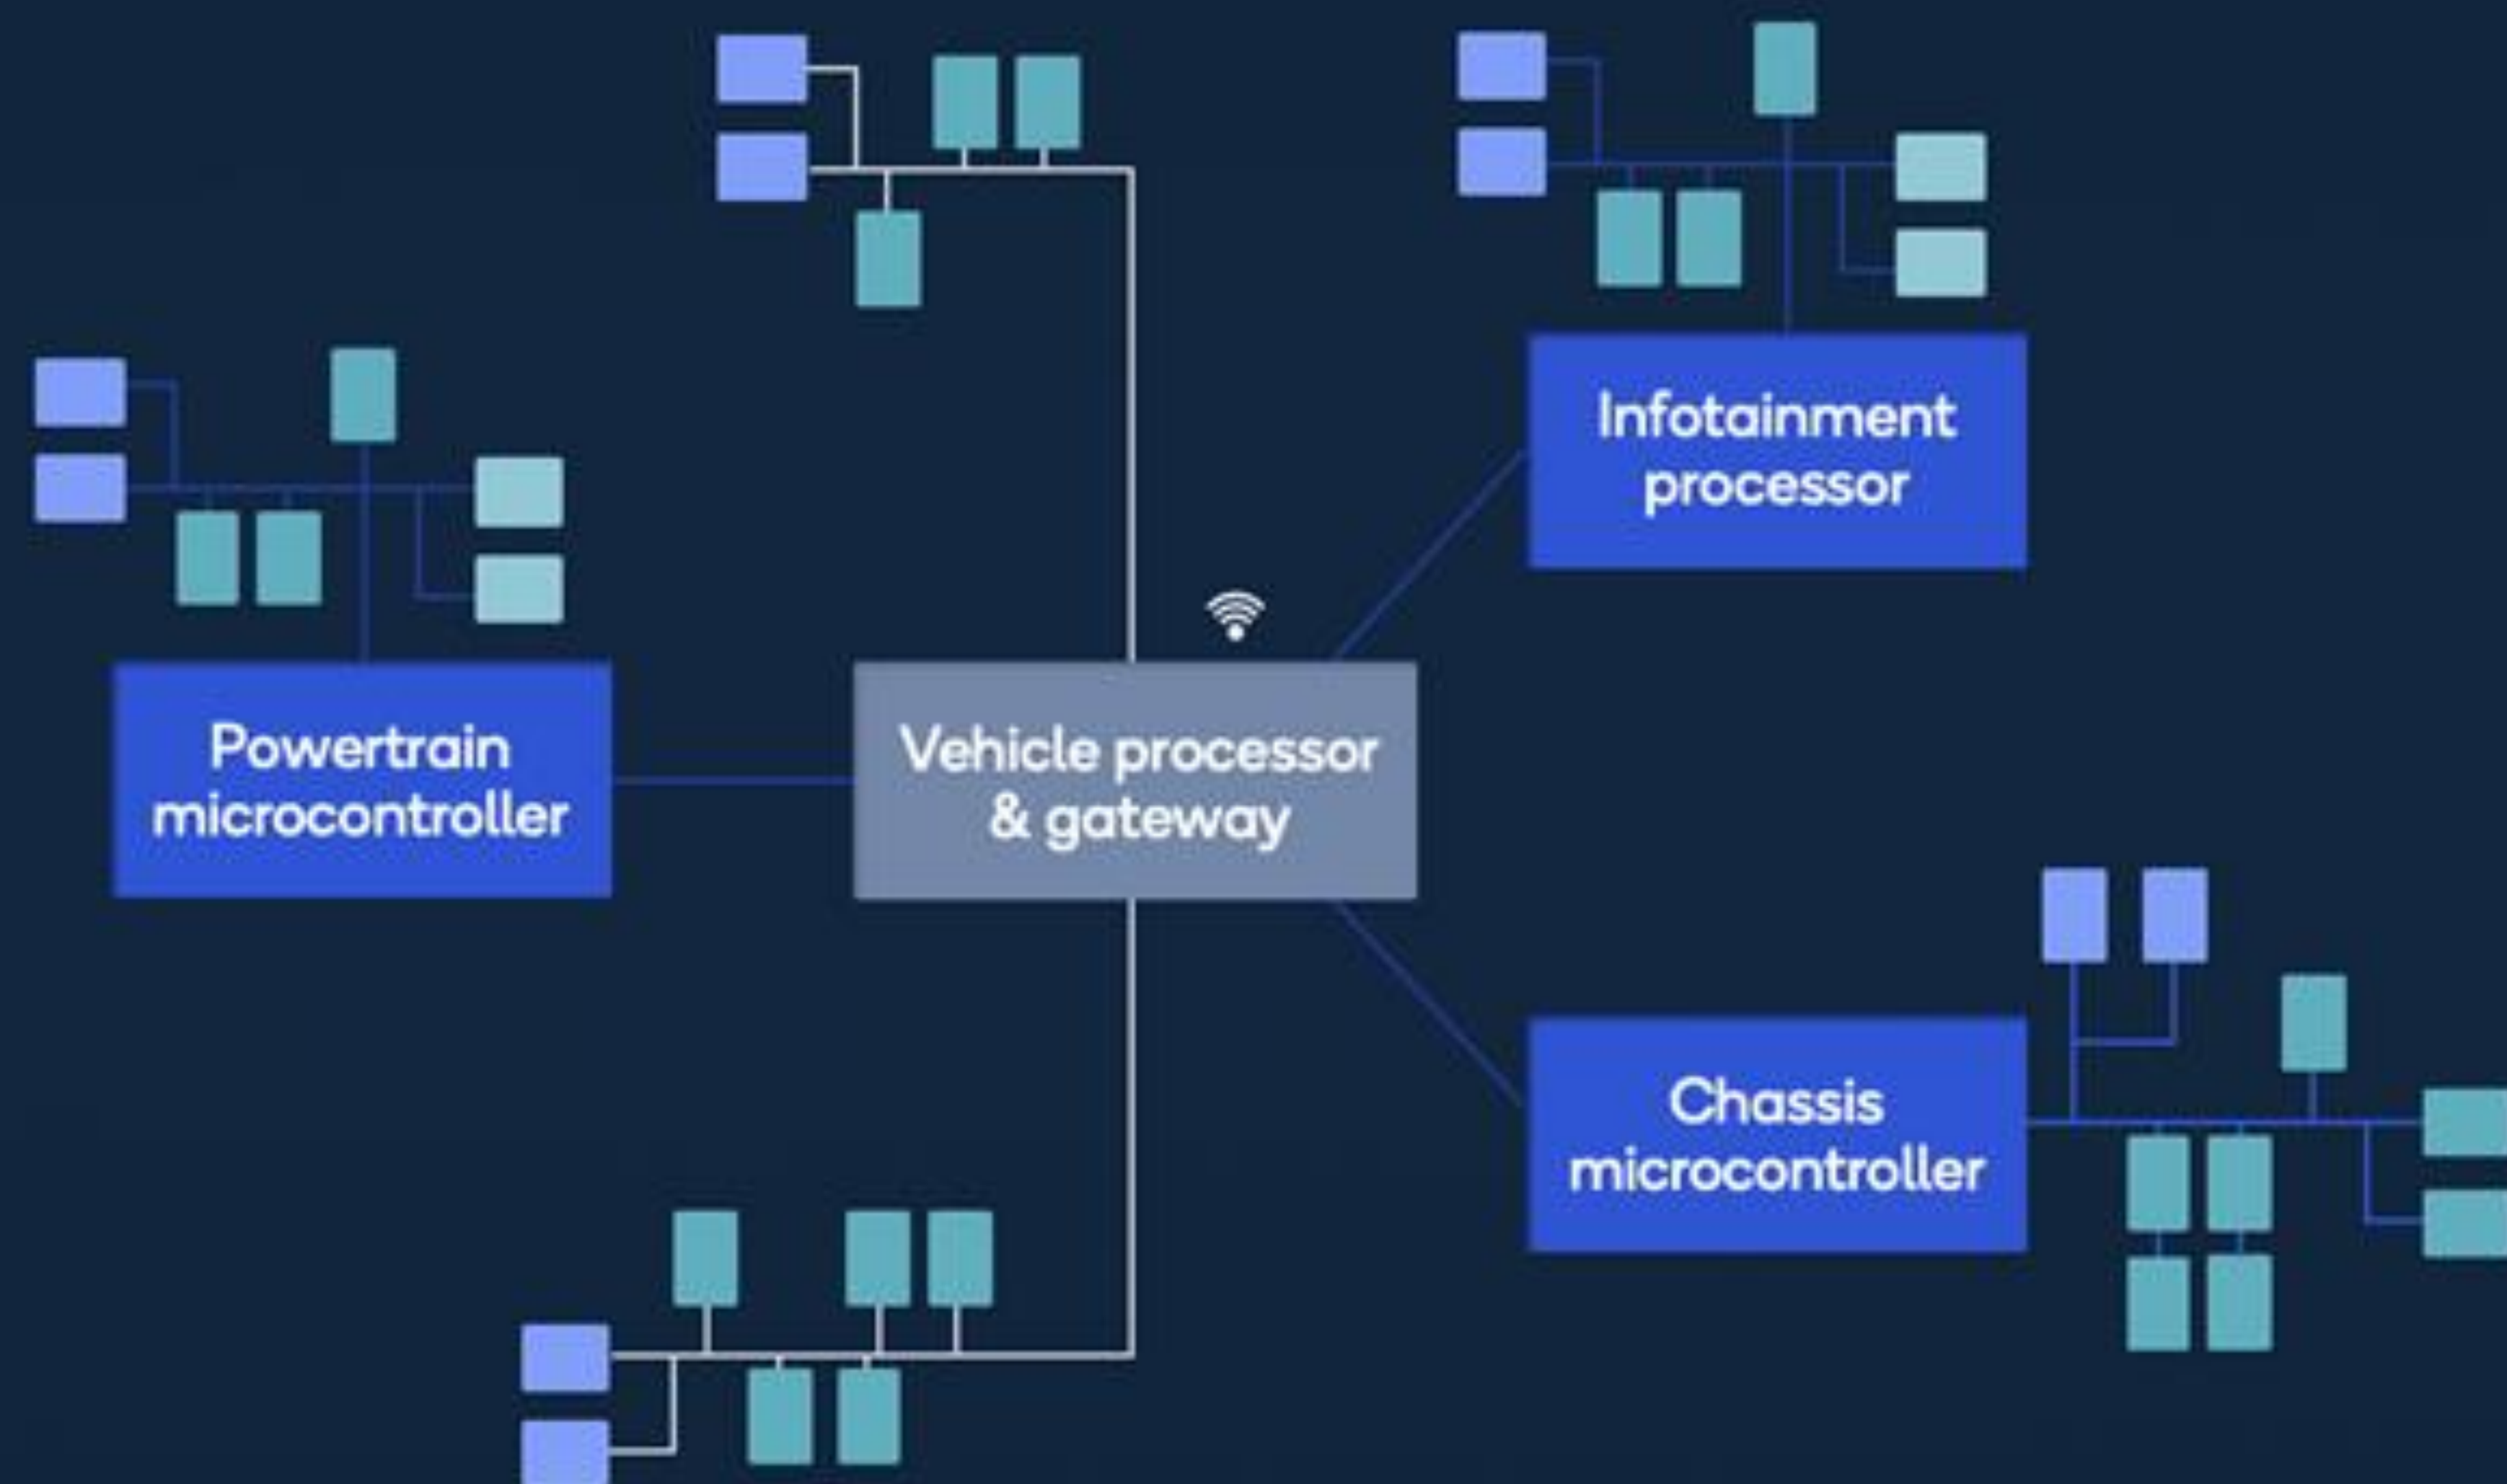 Infotainment
processor
Powertrain
microcontroller
Vehicle processor
& gateway
Chassis
microcontroller